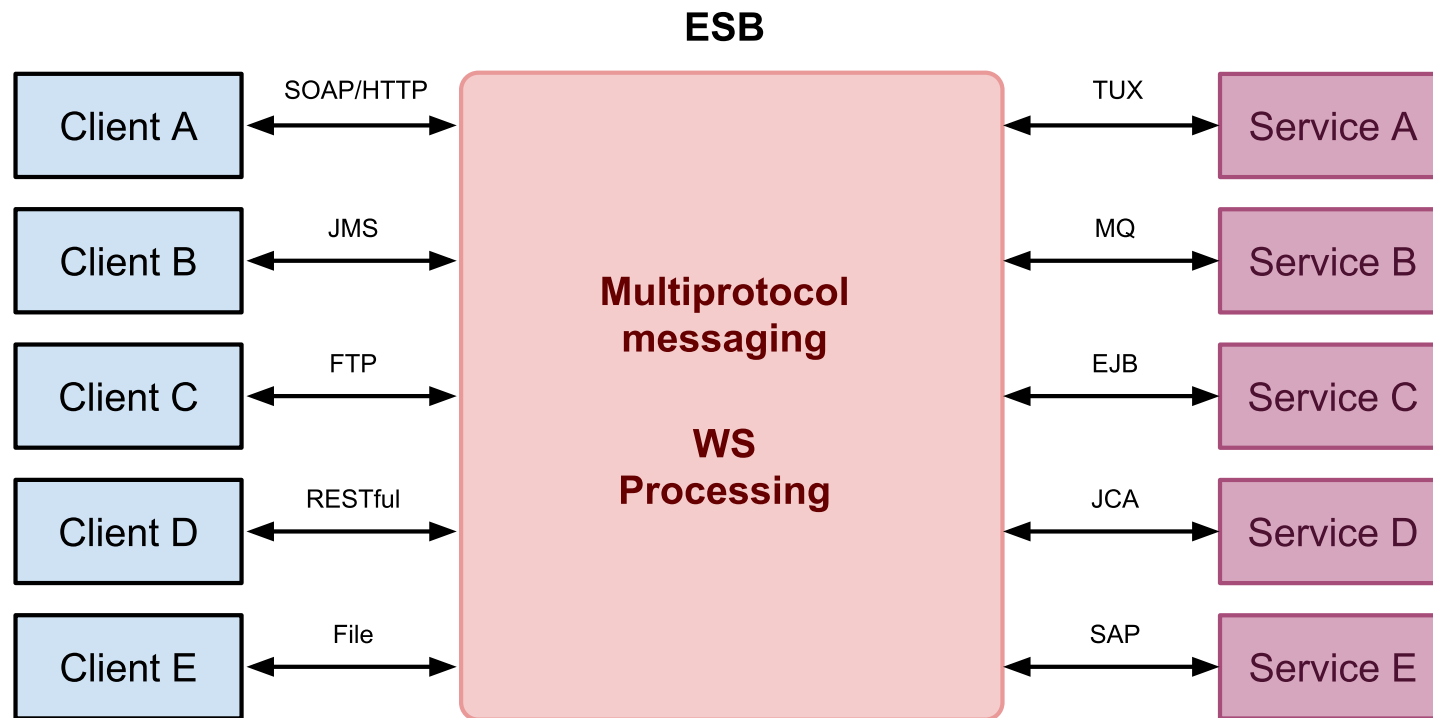 ESB
Client A
SOAP/HTTP
TUX
Service A
Client B
JMS
MQ
Service B
Multiprotocol
messaging
Client C
FTP
EJB
Service C
WS
Processing
Client D
RESTful
JCA
Service D
Client E
File
SAP
Service E